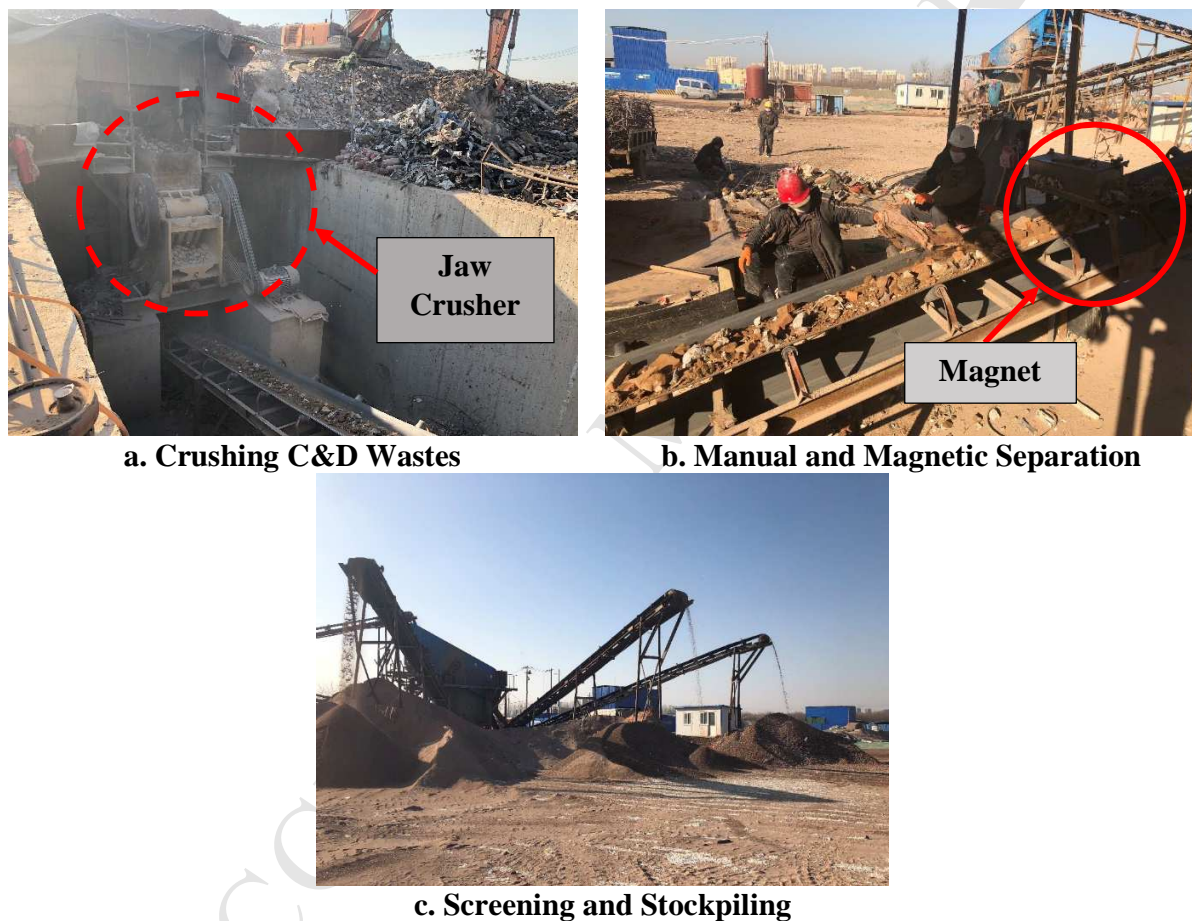 Jaw
Crusher
Magnet
a. Crushing C&D Wastes
b. Manual and Magnetic Separation
c. Screening and Stockpiling